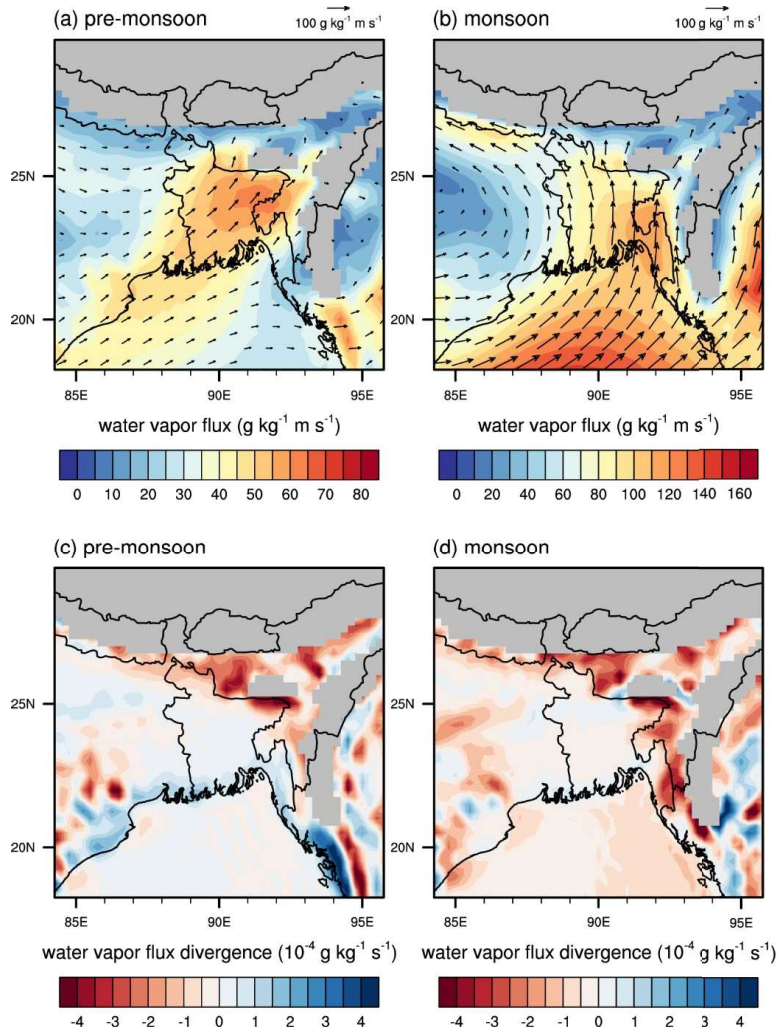 (a) pre-monsoon
100 g kg⁻¹ m s⁻¹
25N
20N
85E 90E 95E
water vapor flux (g kg⁻¹ m s⁻¹)
0 10 20 30 40 50 60 70 80
(b) monsoon
100 g kg⁻¹ m s⁻¹
25N
20N
85E 90E 95E
water vapor flux (g kg⁻¹ m s⁻¹)
0 20 40 60 80 100 120 140 160
(c) pre-monsoon
25N
20N
85E 90E 95E
water vapor flux divergence (10⁻⁴ g kg⁻¹ s⁻¹)
-4 -3 -2 -1 0 1 2 3 4
(d) monsoon
25N
20N
85E 90E 95E
water vapor flux divergence (10⁻⁴ g kg⁻¹ s⁻¹)
-4 -3 -2 -1 0 1 2 3 4